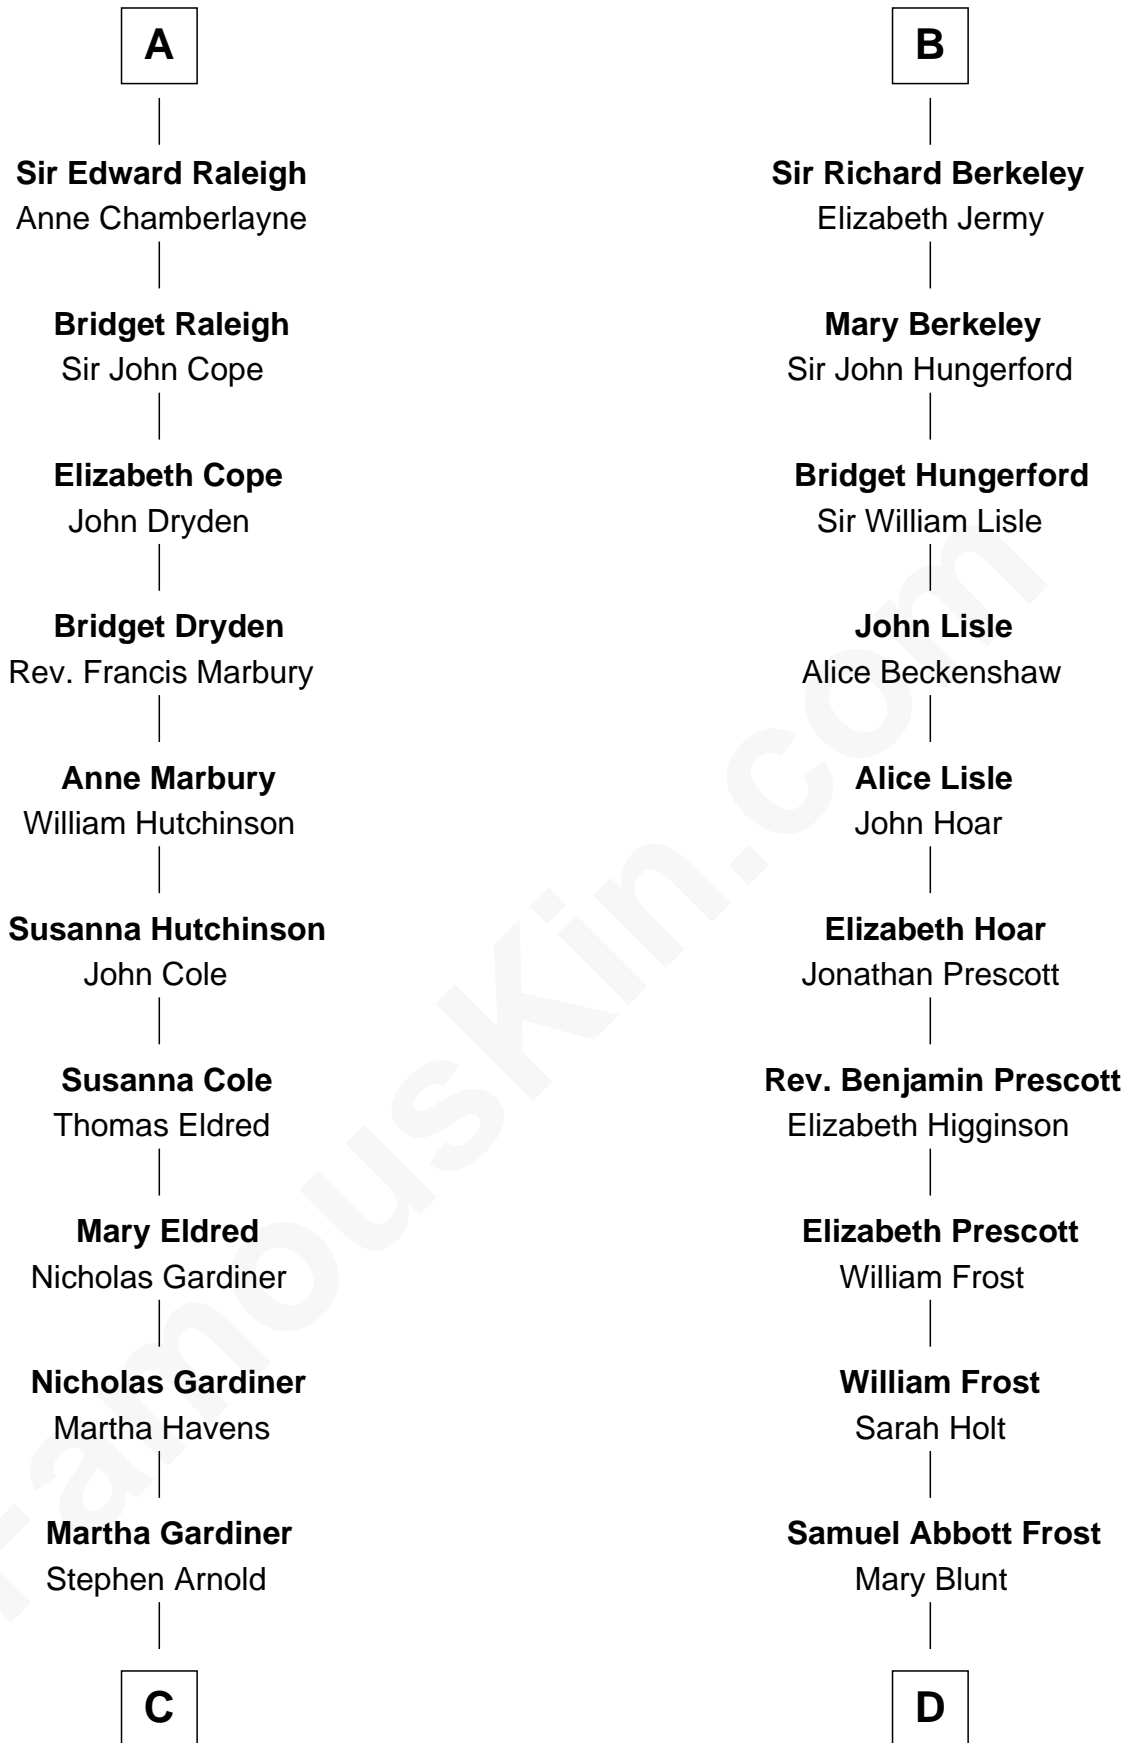 A
Sir Edward Raleigh
Anne Chamberlayne
Bridget Raleigh
Sir John Cope
Elizabeth Cope
John Dryden
Bridget Dryden
Rev. Francis Marbury
Anne Marbury
William Hutchinson
Susanna Hutchinson
John Cole
Susanna Cole
Thomas Eldred
Mary Eldred
Nicholas Gardiner
Nicholas Gardiner
Martha Havens
Martha Gardiner
Stephen Arnold
C
B
Sir Richard Berkeley
Elizabeth Jermy
Mary Berkeley
Sir John Hungerford
Bridget Hungerford
Sir William Lisle
John Lisle
Alice Beckenshaw
Alice Lisle
John Hoar
Elizabeth Hoar
Jonathan Prescott
Rev. Benjamin Prescott
Elizabeth Higginson
Elizabeth Prescott
William Frost
William Frost
Sarah Holt
Samuel Abbott Frost
Mary Blunt
D
FamousKin.com